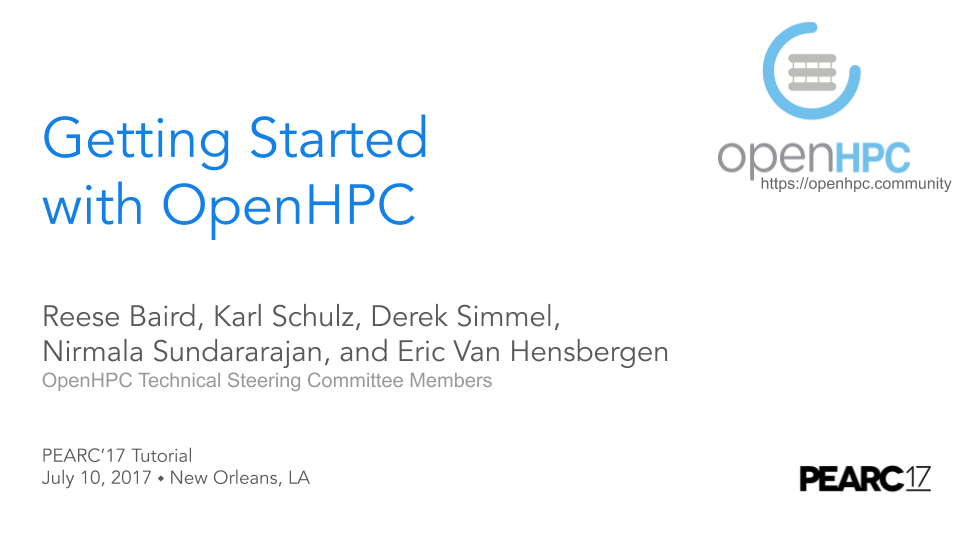 openHPC
https://openhpc.community
Getting Started
with OpenHPC
Reese Baird, Karl Schulz, Derek Simmel,
Nirmala Sundararajan, and Eric Van Hensbergen
OpenHPC Technical Steering Committee Members
PEARC’17 Tutorial
July 10, 2017 • New Orleans, LA
PEARC17